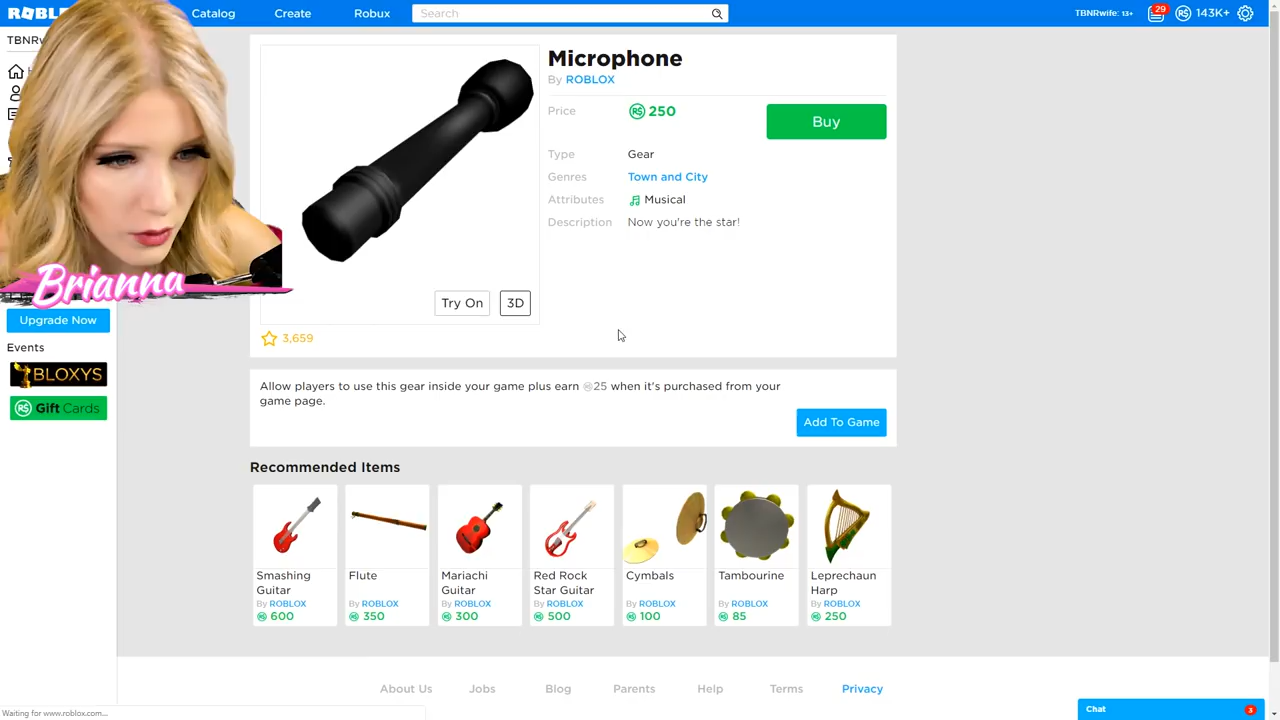 ROBL
Catalog
Create
Robux
Search
TBNRwife: 13+
29
143K+
TBNRw
Brianna
Upgrade Now
Events
BLOXYS
Gift Cards
Microphone
By ROBLOX
Price
250
Buy
Type
Gear
Genres
Town and City
Attributes
Musical
Description
Now you're the star!
Try On
3D
3,659
Allow players to use this gear inside your game plus earn 25 when it's purchased from your
game page.
Add To Game
Recommended Items
Smashing
Guitar
By ROBLOX
600
Flute
By ROBLOX
350
Mariachi
Guitar
By ROBLOX
300
Red Rock
Star Guitar
By ROBLOX
500
Cymbals
By ROBLOX
100
Tambourine
By ROBLOX
85
Leprechaun
Harp
By ROBLOX
250
About Us
Jobs
Blog
Parents
Help
Terms
Privacy
Waiting for www.roblox.com...
Chat
3